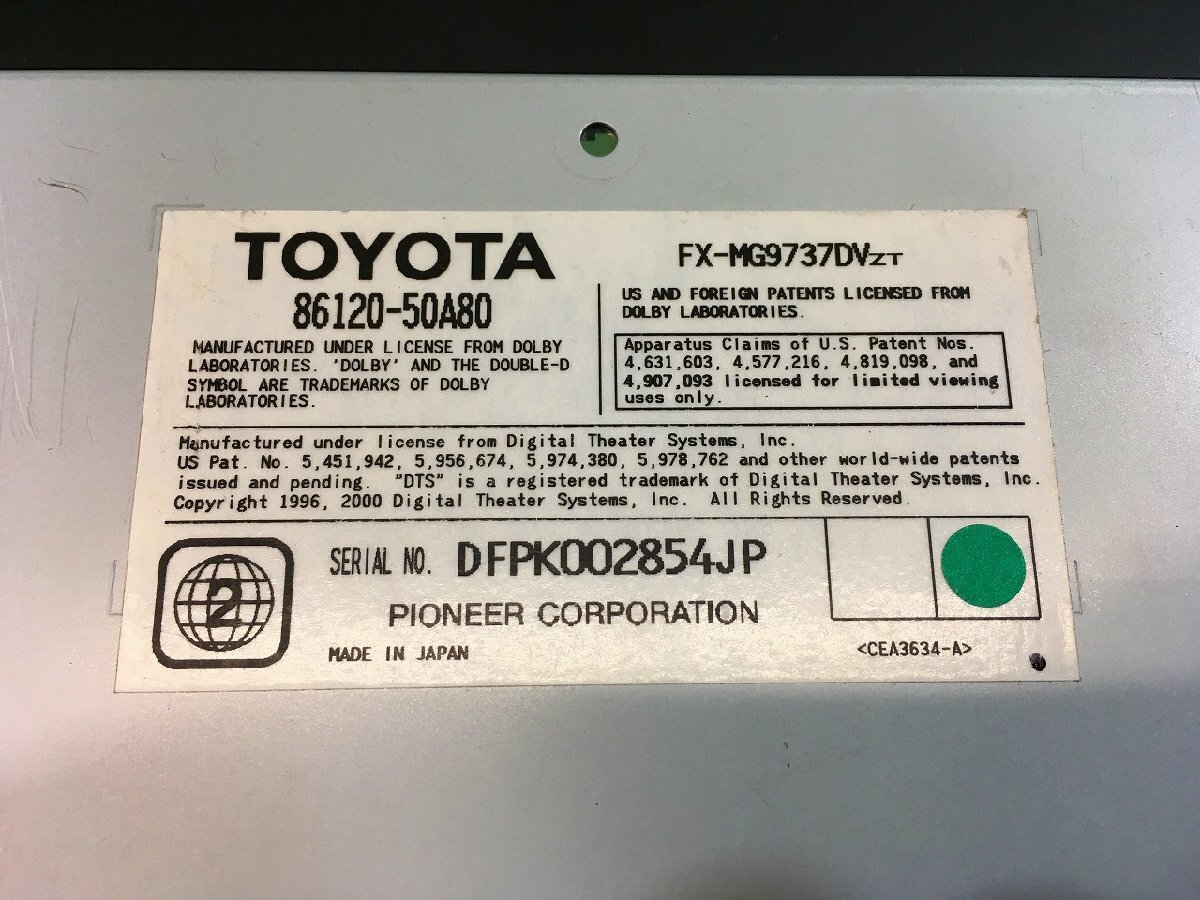 TOYOTA
86120-50A80
MANUFACTURED UNDER LICENSE FROM DOLBY
LABORATORIES. 'DOLBY' AND THE DOUBLE-D
SYMBOL ARE TRADEMARKS OF DOLBY
LABORATORIES.
FX-MG9737DVZT
US AND FOREIGN PATENTS LICENSED FROM
DOLBY LABORATORIES.
Apparatus Claims of U.S. Patent Nos.
4,631,603, 4,577,216, 4,819,098, and
4,907,093 licensed for limited viewing
uses only.
Manufactured under license from Digital Theater Systems, Inc.
US Pat. No. 5,451,942, 5,956,674, 5,974,380, 5,978,762 and other world-wide patents
issued and pending. "DTS" is a registered trademark of Digital Theater Systems, Inc.
Copyright 1996, 2000 Digital Theater Systems, Inc. All Rights Reserved.
2
SERIAL NO. DFPK002854JP
PIONEER CORPORATION
MADE IN JAPAN
<CEA3634-A>